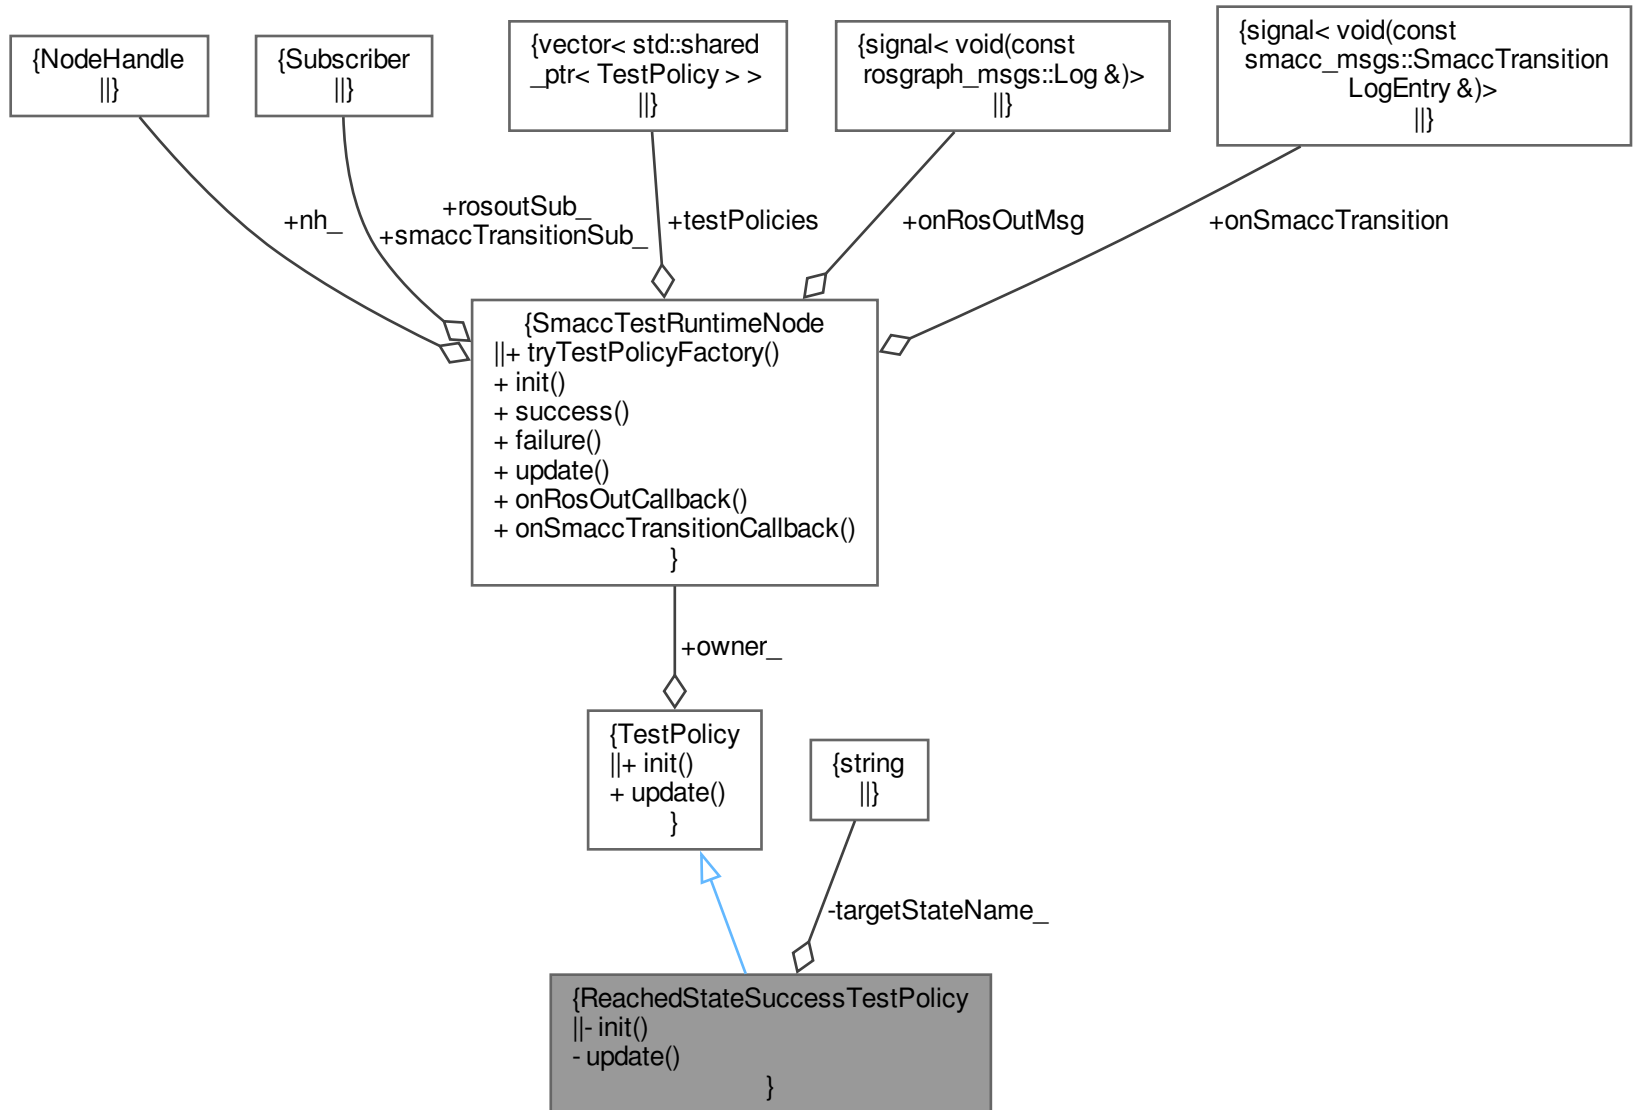 {NodeHandle
||}
{Subscriber
||}
{vector< std::shared
_ptr< TestPolicy > >
||}
{signal< void(const
rosgraph_msgs::Log &)>
||}
{signal< void(const
smacc_msgs::SmaccTransition
LogEntry &)>
||}
+nh_
+rosoutSub_
+smaccTransitionSub_
+testPolicies
+onRosOutMsg
+onSmaccTransition
{SmaccTestRuntimeNode
||+ tryTestPolicyFactory()
+ init()
+ success()
+ failure()
+ update()
+ onRosOutCallback()
+ onSmaccTransitionCallback()
}
+owner_
{TestPolicy
||+ init()
+ update()
}
{string
||}
-targetStateName_
{ReachedStateSuccessTestPolicy
||- init()
- update()
}